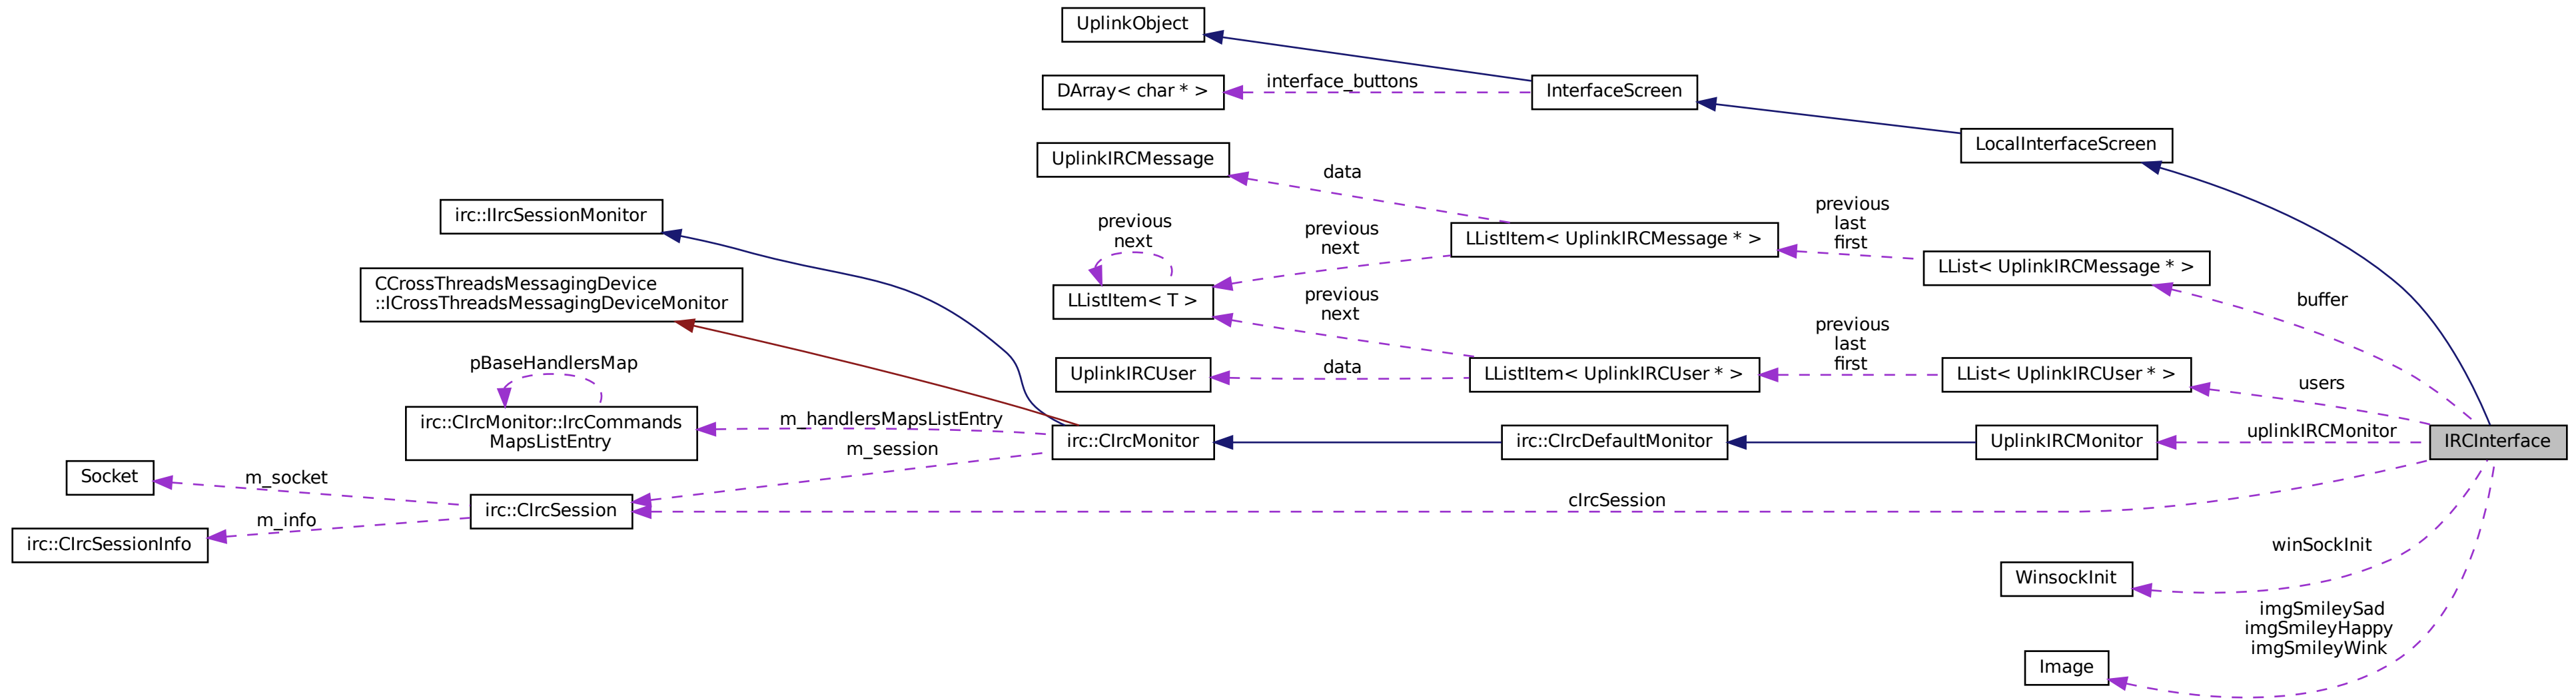 UplinkObject
interface_buttons
DArray< char * >
InterfaceScreen
LocalInterfaceScreen
UplinkIRCMessage
data
previous
last
first
irc::IIrcSessionMonitor
previous
next
previous
next
LListItem< UplinkIRCMessage * >
LList< UplinkIRCMessage * >
CCrossThreadsMessagingDevice
::ICrossThreadsMessagingDeviceMonitor
LListItem< T >
previous
next
buffer
previous
last
first
pBaseHandlersMap
UplinkIRCUser
data
LListItem< UplinkIRCUser * >
LList< UplinkIRCUser * >
users
irc::CIrcMonitor::IrcCommands
MapsListEntry
m_handlersMapsListEntry
irc::CIrcMonitor
irc::CIrcDefaultMonitor
UplinkIRCMonitor
uplinkIRCMonitor
IRCInterface
m_session
Socket
m_socket
irc::CIrcSession
cIrcSession
m_info
irc::CIrcSessionInfo
winSockInit
WinsockInit
imgSmileySad
imgSmileyHappy
imgSmileyWink
Image